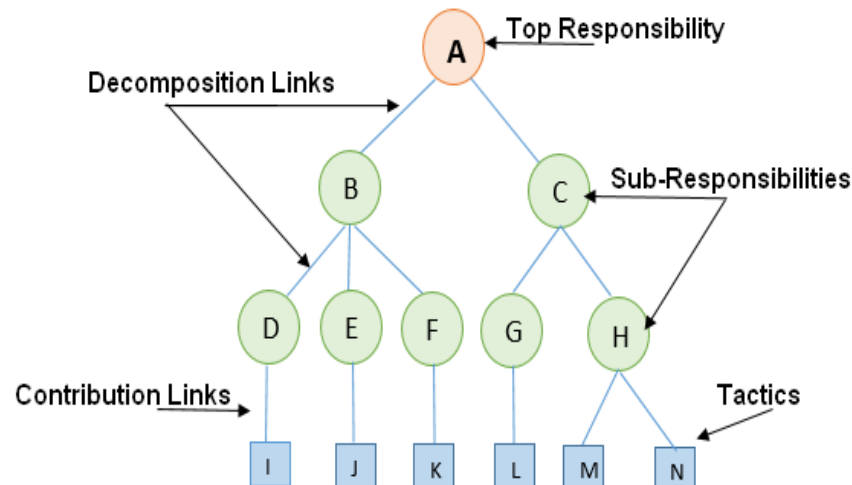 Top Responsibility
A
Decomposition Links
B
C
Sub-Responsibilities
D
E
F
G
H
Contribution Links
Tactics
I
J
K
L
M
N